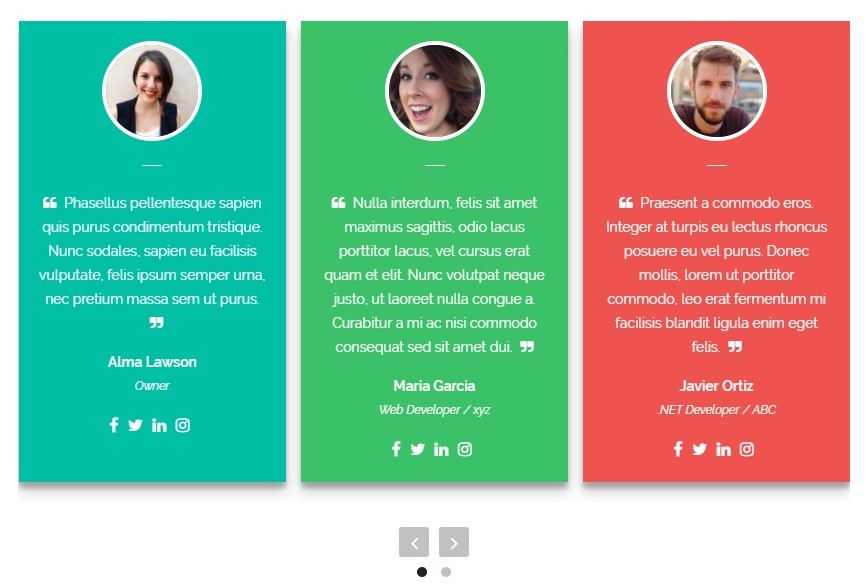 ❝ Phasellus pellentesque sapien
quis purus condimentum tristique.
Nunc sodales, sapien eu facilisis
vulputate, felis ipsum semper urna,
nec pretium massa sem ut purus.
❞
Alma Lawson
Owner
❝ Nulla interdum, felis sit amet
maximus sagittis, odio lacus
porttitor lacus, vel cursus erat
quam et elit. Nunc volutpat neque
justo, ut laoreet nulla congue a.
Curabitur a mi ac nisi commodo
consequat sed sit amet dui. ❞
Maria Garcia
Web Developer / xyz
❝ Praesent a commodo eros.
Integer at turpis eu lectus rhoncus
posuere eu vel purus. Donec
mollis, lorem ut porttitor
commodo, leo erat fermentum mi
facilisis blandit ligula enim eget
felis. ❞
Javier Ortiz
.NET Developer / ABC